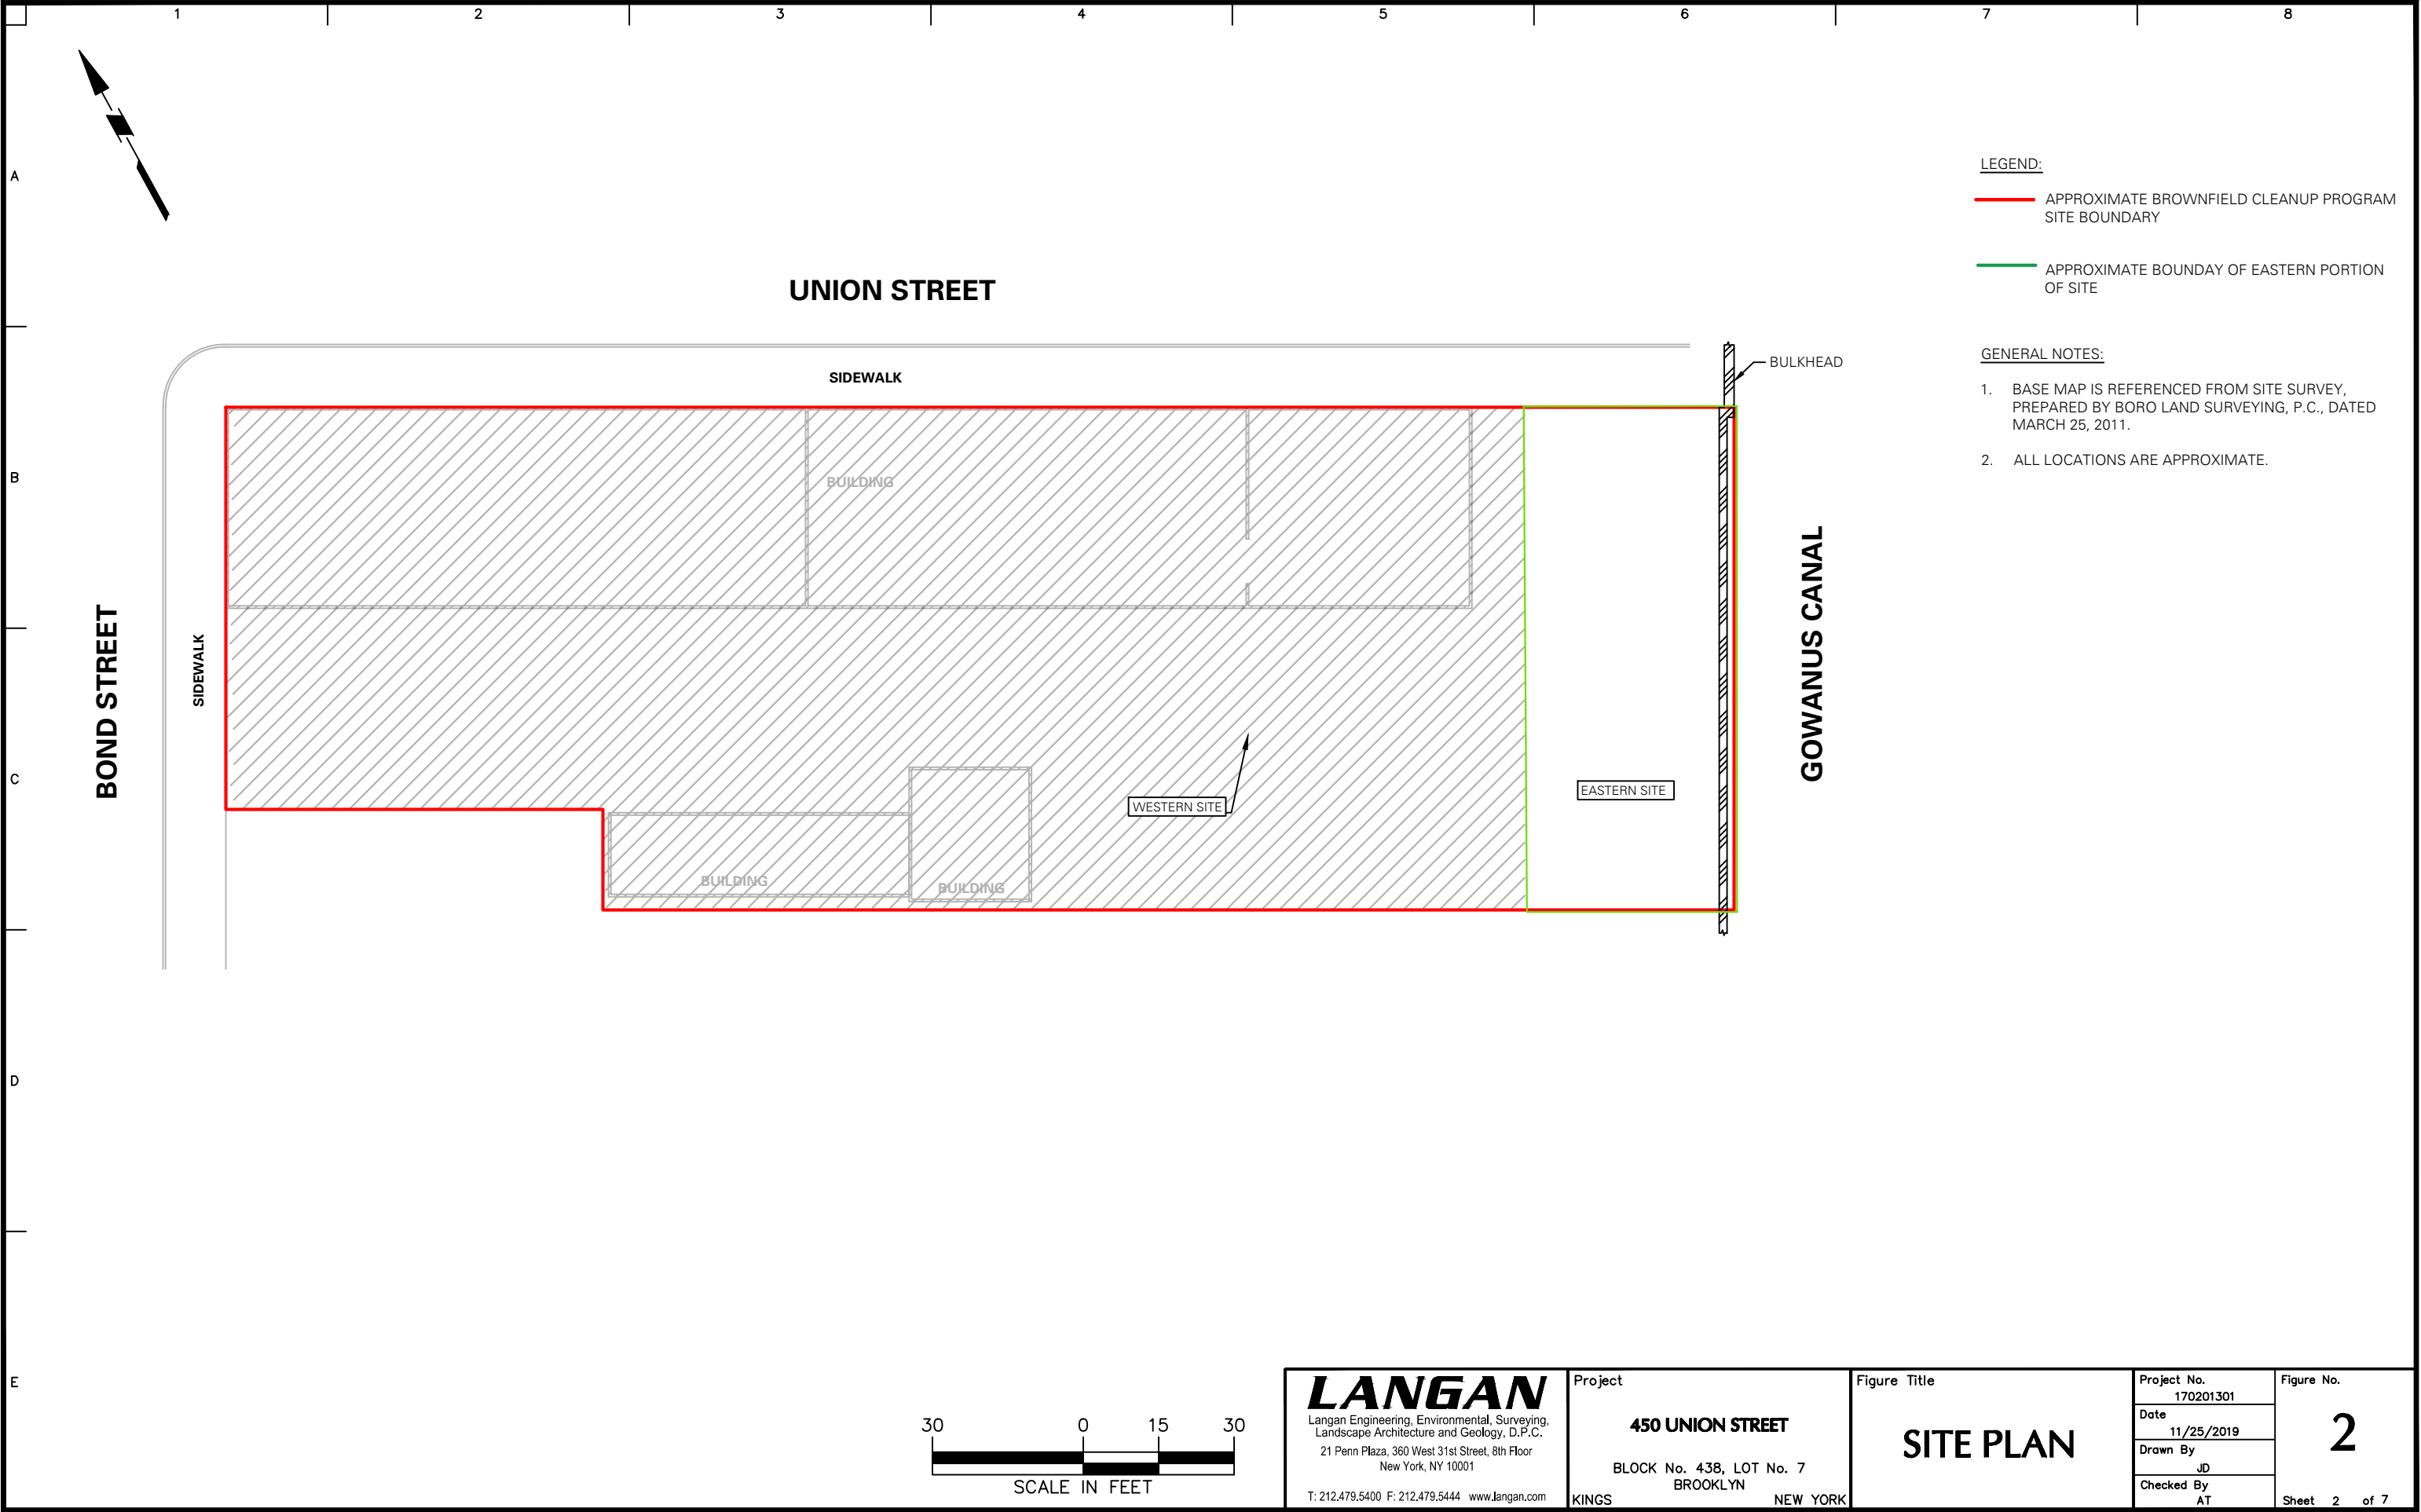 1 2 3 4 5 6 7 8
A
B
C
D
E
UNION STREET
SIDEWALK
BULKHEAD
BUILDING
BOND STREET
SIDEWALK
GOWANUS CANAL
WESTERN SITE
EASTERN SITE
BUILDING
BUILDING
LEGEND:
APPROXIMATE BROWNFIELD CLEANUP PROGRAM
SITE BOUNDARY
APPROXIMATE BOUNDAY OF EASTERN PORTION
OF SITE
GENERAL NOTES:
1. BASE MAP IS REFERENCED FROM SITE SURVEY,
PREPARED BY BORO LAND SURVEYING, P.C., DATED
MARCH 25, 2011.
2. ALL LOCATIONS ARE APPROXIMATE.
30 0 15 30
SCALE IN FEET
LANGAN
Langan Engineering, Environmental, Surveying,
Landscape Architecture and Geology, D.P.C.
21 Penn Plaza, 360 West 31st Street, 8th Floor
New York, NY 10001
T: 212.479.5400 F: 212.479.5444 www.langan.com
Project
450 UNION STREET
BLOCK No. 438, LOT No. 7
BROOKLYN
KINGS NEW YORK
Figure Title
SITE PLAN
Project No.
170201301
Date
11/25/2019
Drawn By
JD
Checked By
AT
Figure No.
2
Sheet 2 of 7